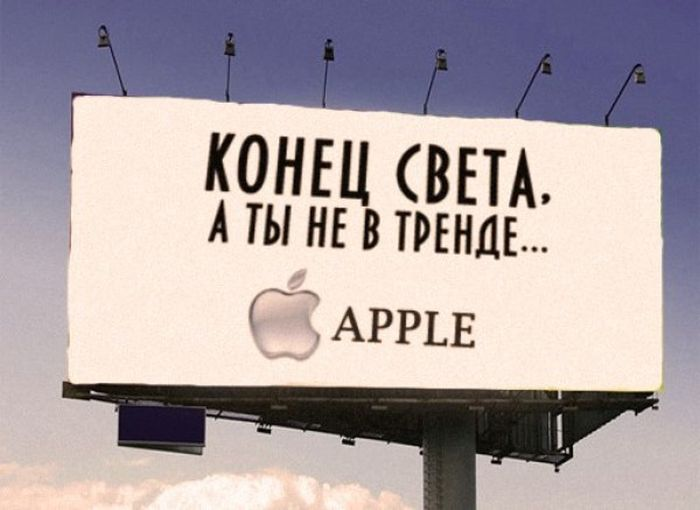 КОНЕЦ СВЕТА,
А ТЫ НЕ В ТРЕНДЕ...
APPLE